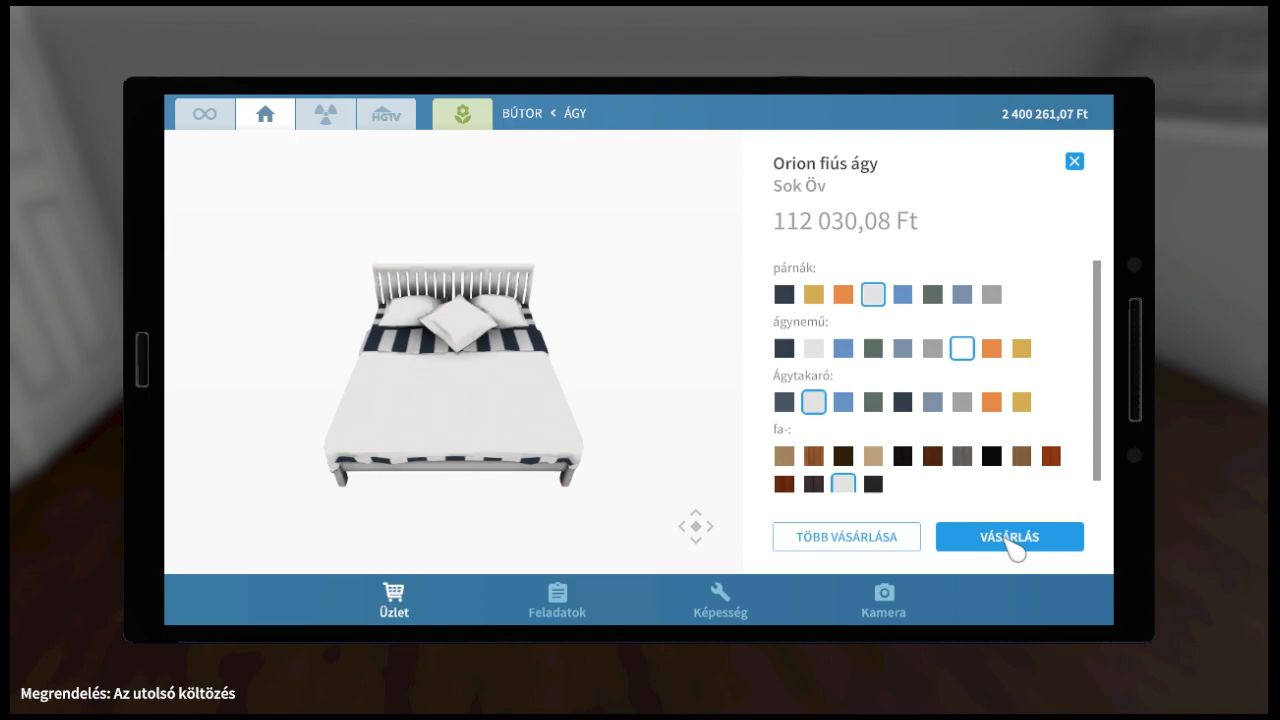 HGTV
BÚTOR < ÁGY
2 400 261,07 Ft
Orion fiús ágy
Sok Öv
112 030,08 Ft
párnák:
ágynemű:
Ágytakaró:
fa-:
TÖBB VÁSÁRLÁSA
VÁSÁRLÁS
Üzlet
Feladatok
Képesség
Kamera
Megrendelés: Az utolsó költözés